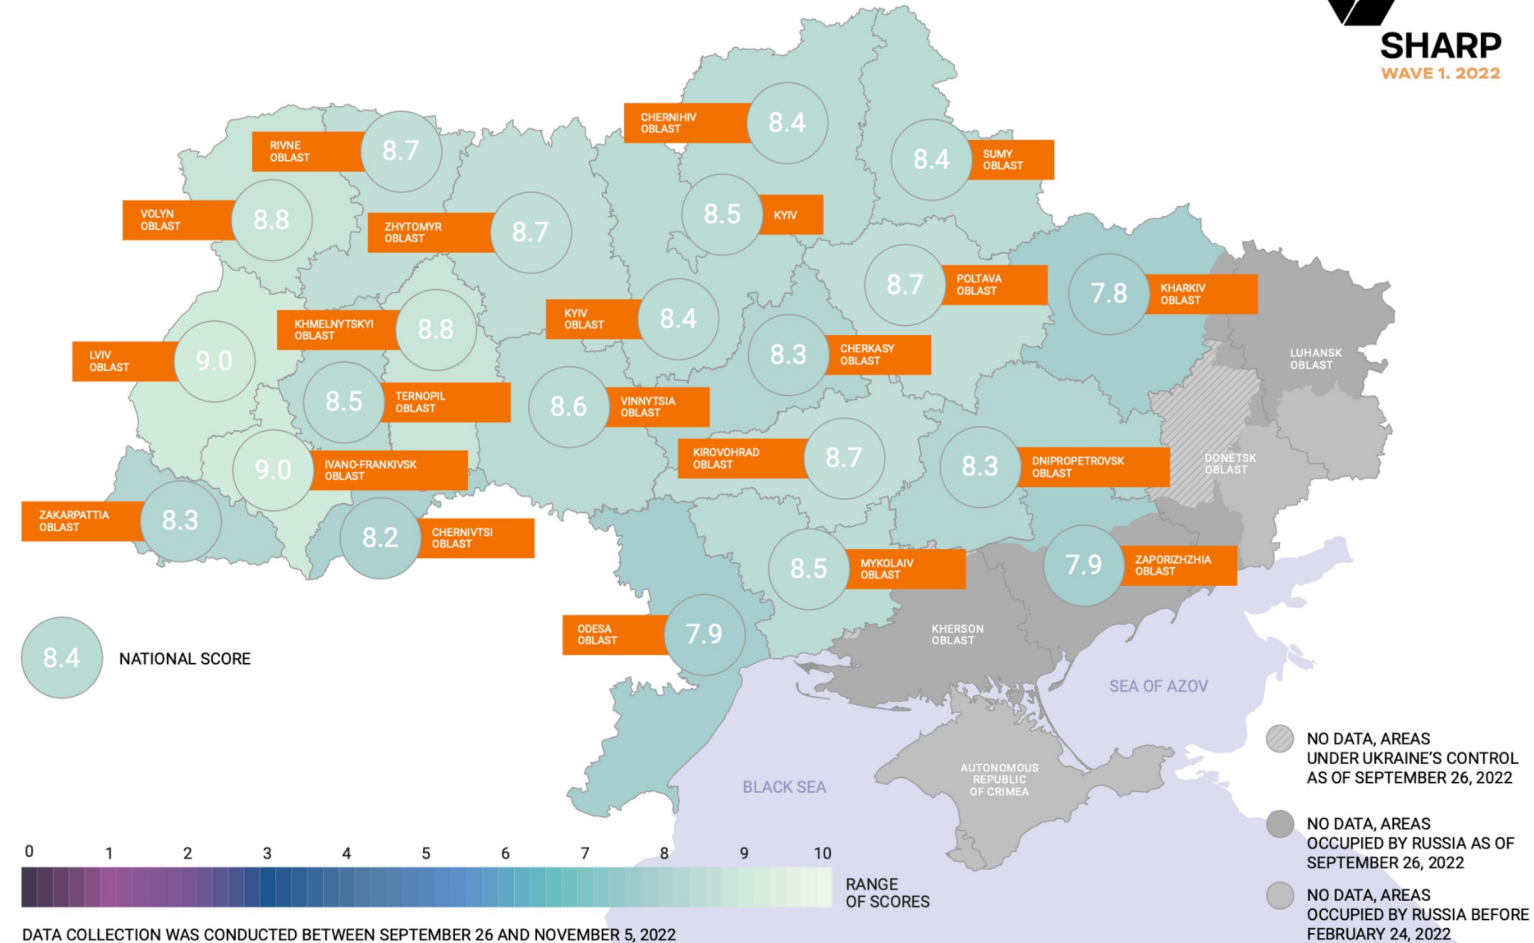 SHARP
WAVE 1. 2022
CHERNIHIV
OBLAST
8.4
RIVNE
OBLAST
8.7
8.4
SUMY
OBLAST
VOLYN
OBLAST
8.8
ZHYTOMYR
OBLAST
8.7
8.5
KYIV
8.7
POLTAVA
OBLAST
7.8
KHARKIV
OBLAST
KHMELNYTSKYI
OBLAST
8.8
KYIV
OBLAST
8.4
8.3
CHERKASY
OBLAST
LUHANSK
OBLAST
LVIV
OBLAST
9.0
8.5
TERNOPIL
OBLAST
8.6
VINNYTSIA
OBLAST
KIROVOHRAD
OBLAST
8.7
8.3
DNIPROPETROVSK
OBLAST
DONETSK
OBLAST
9.0
IVANO-FRANKIVSK
OBLAST
ZAKARPATTIA
OBLAST
8.3
8.2
CHERNIVTSI
OBLAST
8.5
MYKOLAIV
OBLAST
7.9
ZAPORIZHZHIA
OBLAST
ODESA
OBLAST
7.9
KHERSON
OBLAST
8.4
NATIONAL SCORE
SEA OF AZOV
BLACK SEA
AUTONOMOUS
REPUBLIC
OF CRIMEA
NO DATA, AREAS
UNDER UKRAINE'S CONTROL
AS OF SEPTEMBER 26, 2022
NO DATA, AREAS
OCCUPIED BY RUSSIA AS OF
SEPTEMBER 26, 2022
NO DATA, AREAS
OCCUPIED BY RUSSIA BEFORE
FEBRUARY 24, 2022
0 1 2 3 4 5 6 7 8 9 10
RANGE
OF SCORES
DATA COLLECTION WAS CONDUCTED BETWEEN SEPTEMBER 26 AND NOVEMBER 5, 2022